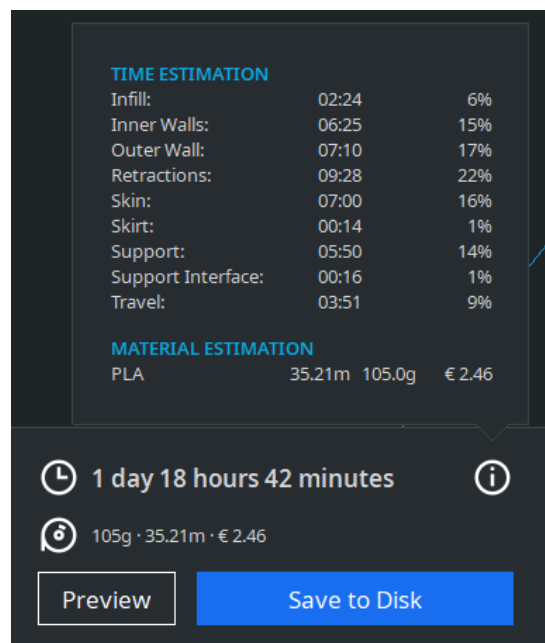 TIME ESTIMATION
Infill: 02:24 6%
Inner Walls: 06:25 15%
Outer Wall: 07:10 17%
Retractions: 09:28 22%
Skin: 07:00 16%
Skirt: 00:14 1%
Support: 05:50 14%
Support Interface: 00:16 1%
Travel: 03:51 9%
MATERIAL ESTIMATION
PLA 35.21m 105.0g € 2.46
1 day 18 hours 42 minutes
105g · 35.21m · € 2.46
Preview Save to Disk